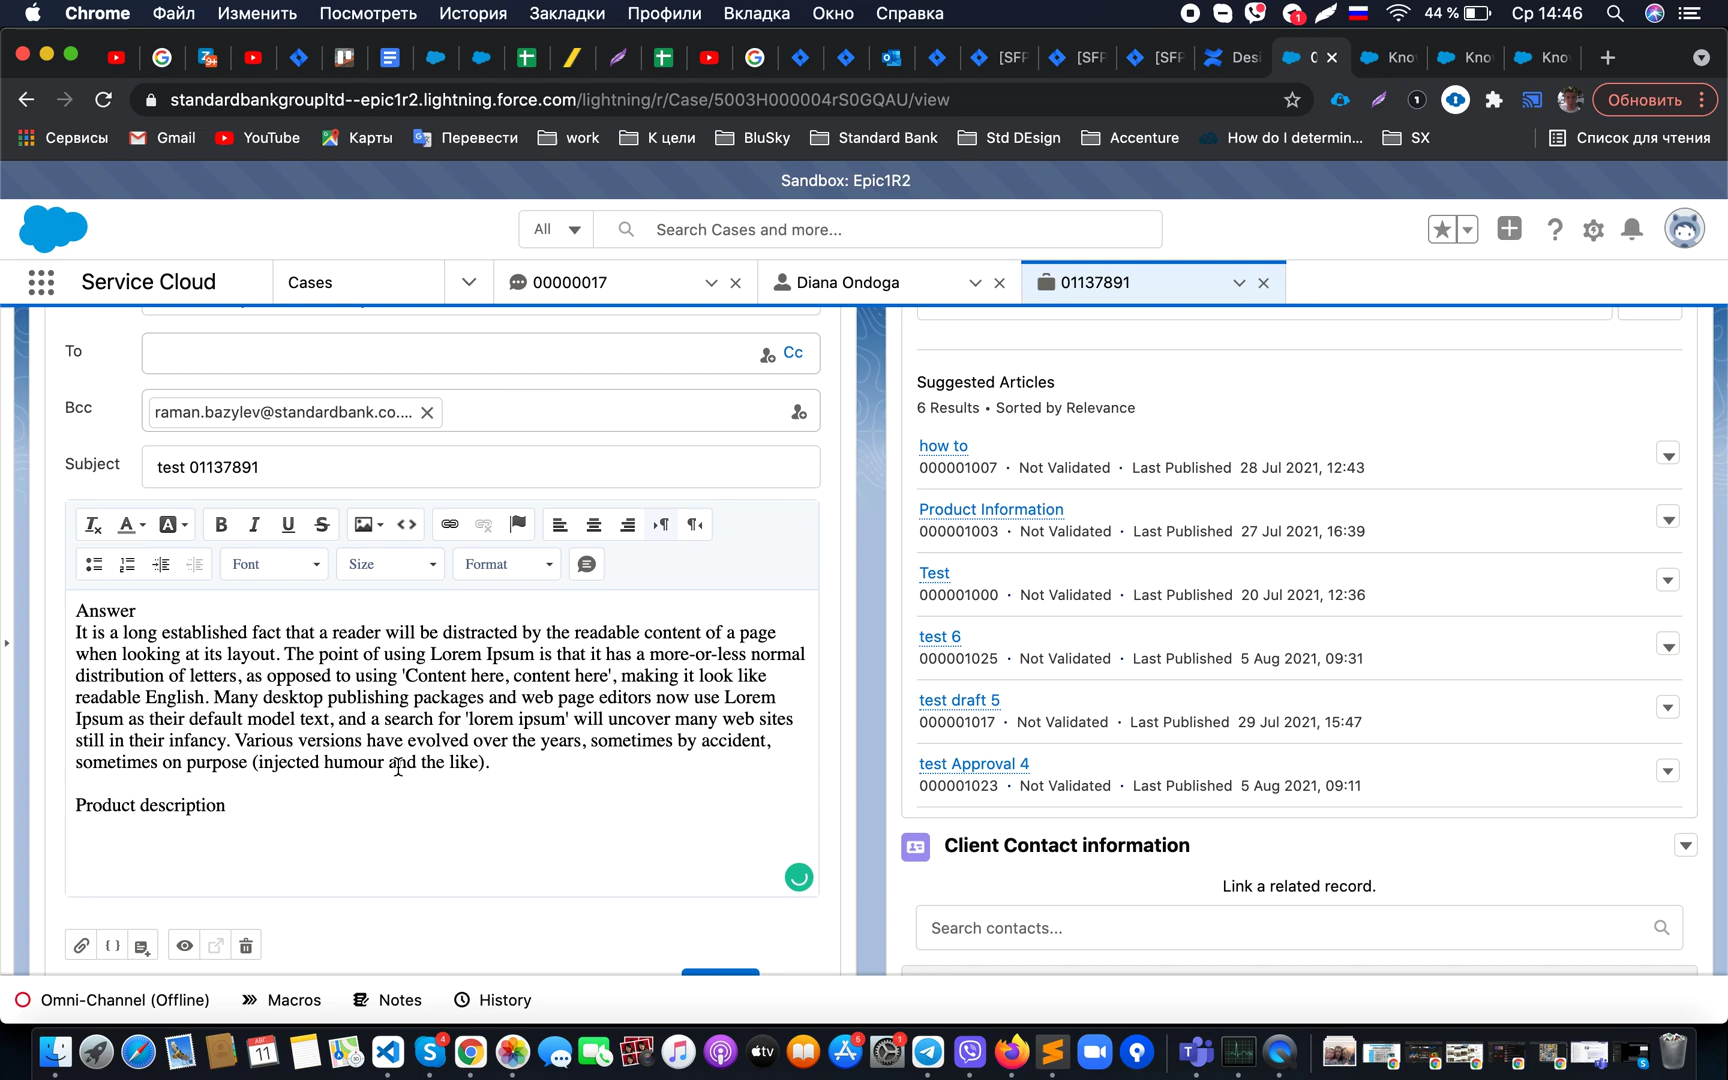 Chrome Файл Изменить Посмотреть История Закладки Профили Вкладка Окно Справка 1 44 % Ср 14:46
9+ [SFP [SFP [SFP Desi Kno Kno Kno
standardbankgroupltd--epic1r2.lightning.force.com/lightning/r/Case/5003H000004rS0GQAU/view Обновить
Сервисы Gmail YouTube Карты Перевести work К цели BluSky Standard Bank Std DEsign Accenture How do I determin... SX Список для чтения
Sandbox: Epic1R2
All Search Cases and more...
Service Cloud Cases 00000017 Diana Ondoga 01137891
To Cc
Bcc raman.bazylev@standardbank.co....
Subject test 01137891
Font Size Format
Answer
It is a long established fact that a reader will be distracted by the readable content of a page
when looking at its layout. The point of using Lorem Ipsum is that it has a more-or-less normal
distribution of letters, as opposed to using 'Content here, content here', making it look like
readable English. Many desktop publishing packages and web page editors now use Lorem
Ipsum as their default model text, and a search for 'lorem ipsum' will uncover many web sites
still in their infancy. Various versions have evolved over the years, sometimes by accident,
sometimes on purpose (injected humour and the like).
Product description
Suggested Articles
6 Results • Sorted by Relevance
how to
000001007 • Not Validated • Last Published 28 Jul 2021, 12:43
Product Information
000001003 • Not Validated • Last Published 27 Jul 2021, 16:39
Test
000001000 • Not Validated • Last Published 20 Jul 2021, 12:36
test 6
000001025 • Not Validated • Last Published 5 Aug 2021, 09:31
test draft 5
000001017 • Not Validated • Last Published 29 Jul 2021, 15:47
test Approval 4
000001023 • Not Validated • Last Published 5 Aug 2021, 09:11
Client Contact information
Link a related record.
Search contacts...
Omni-Channel (Offline) Macros Notes History
АВГ 11 4 tv 5 1